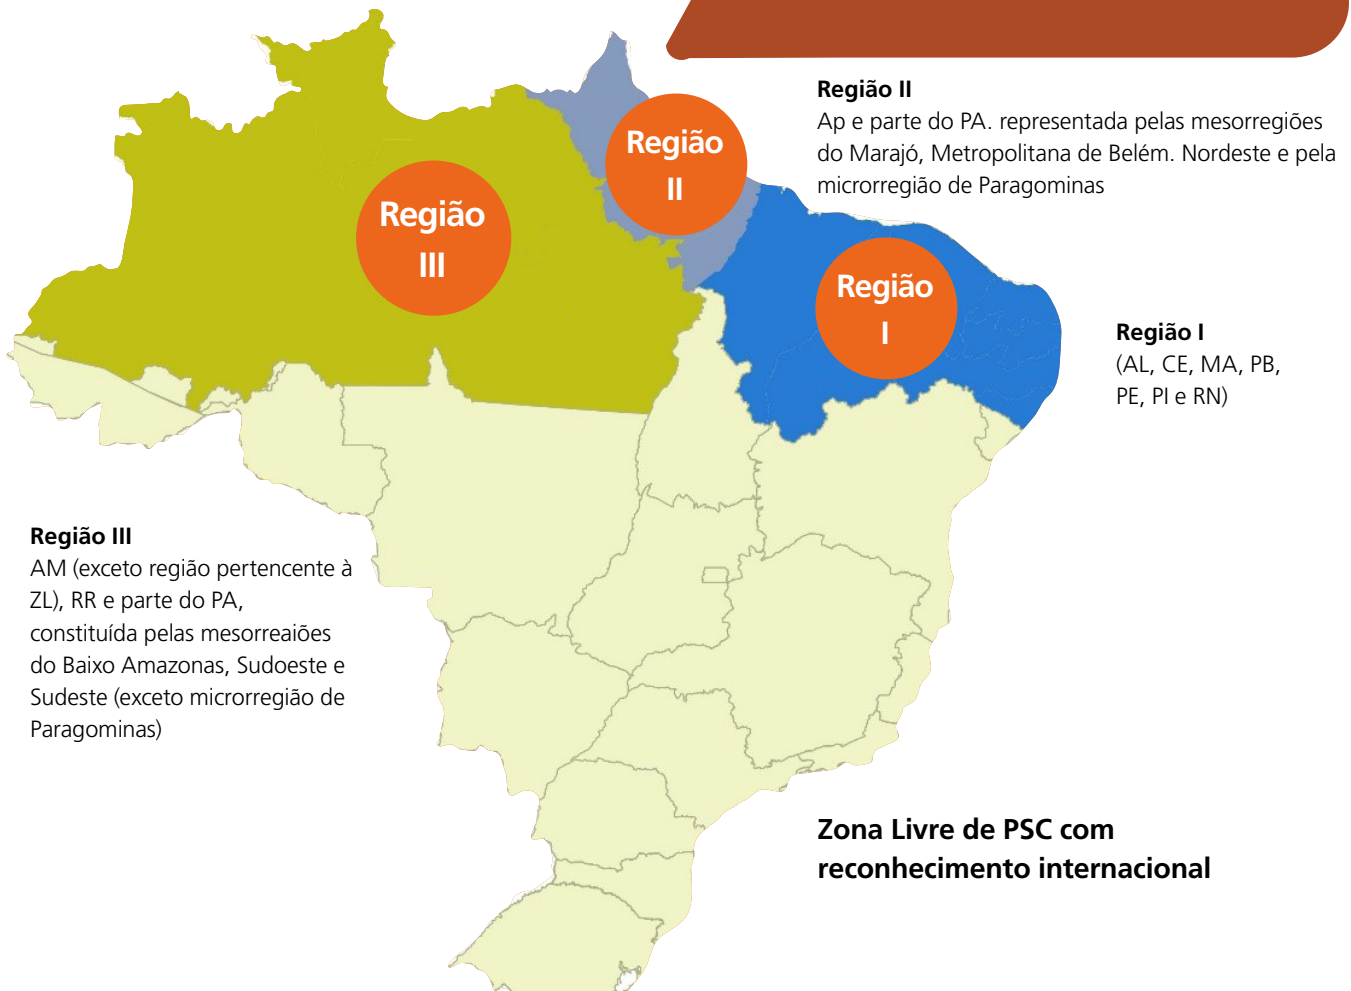 Região II
Ap e parte do PA. representada pelas mesorregiões
do Marajó, Metropolitana de Belém. Nordeste e pela
microrregião de Paragominas
Região
II
Região
III
Região
I
Região I
(AL, CE, MA, PB,
PE, PI e RN)
Região III
AM (exceto região pertencente à
ZL), RR e parte do PA,
constituída pelas mesorreaiões
do Baixo Amazonas, Sudoeste e
Sudeste (exceto microrregião de
Paragominas)
Zona Livre de PSC com
reconhecimento internacional